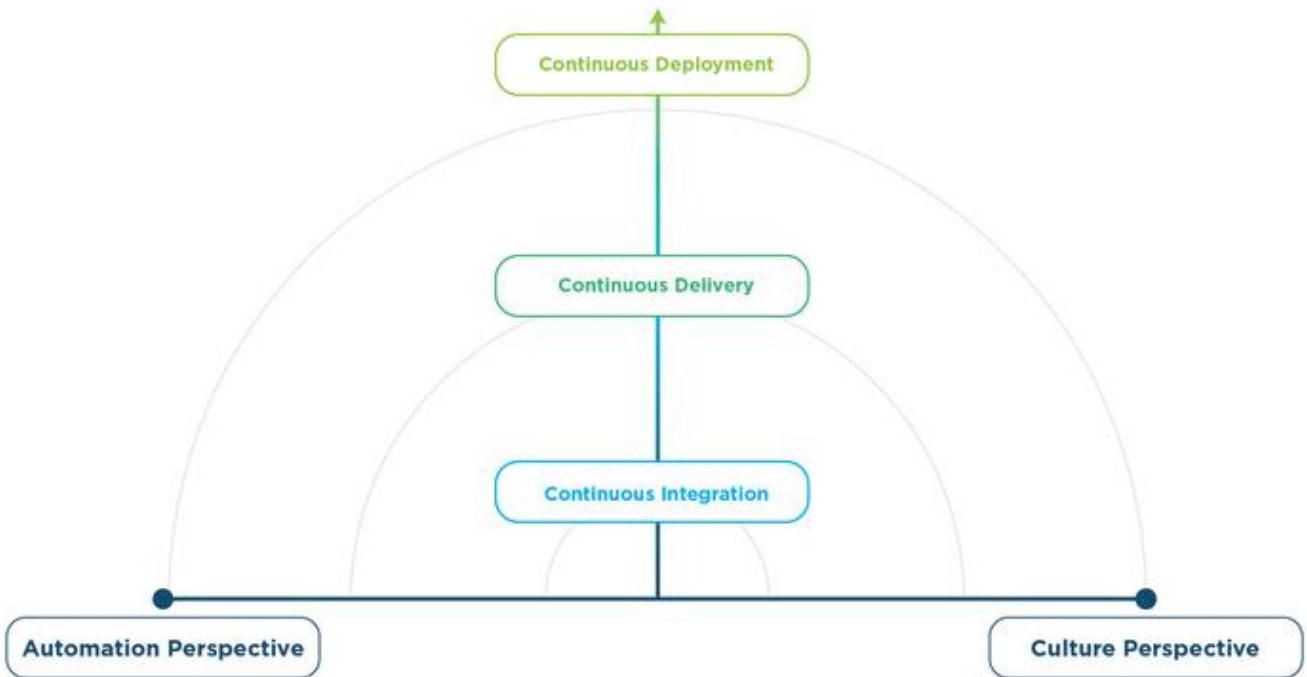 Continuous Deployment
Continuous Delivery
Continuous Integration
Automation Perspective
Culture Perspective